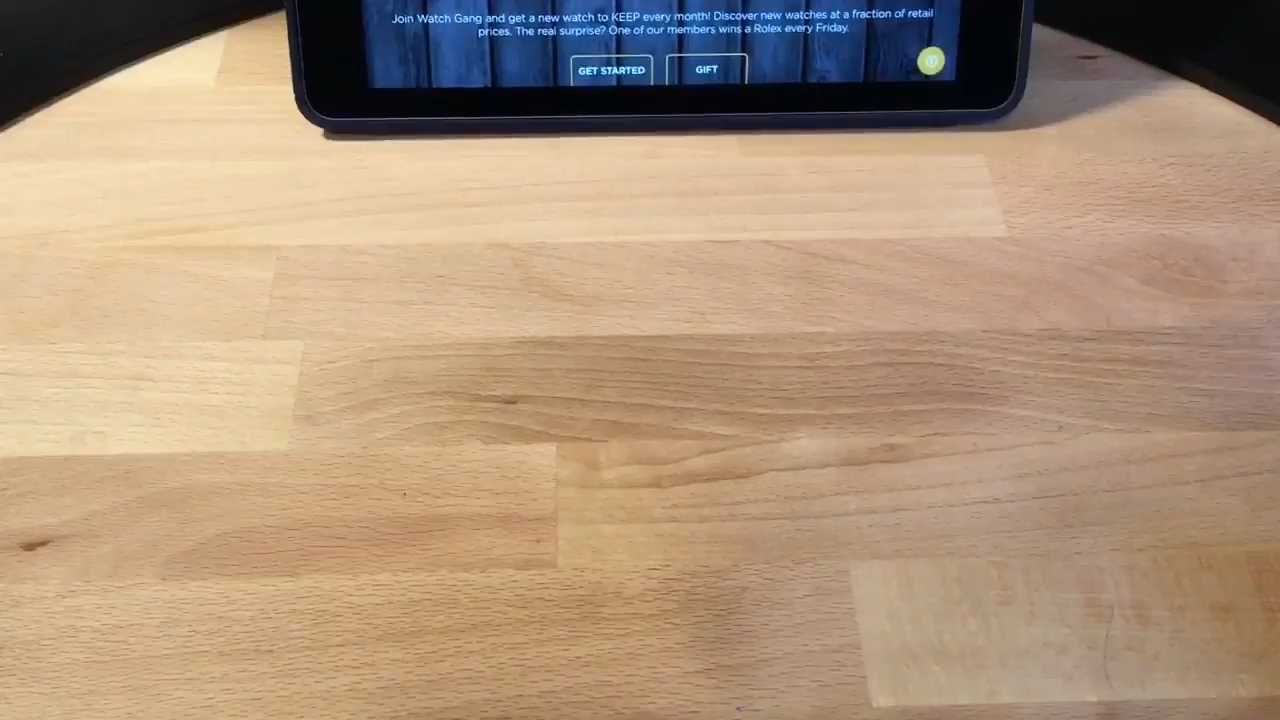 Join Watch Gang and get a new watch to KEEP every month! Discover new watches at a fraction of retail
prices. The real surprise? One of our members wins a Rolex every Friday.
GET STARTED
GIFT